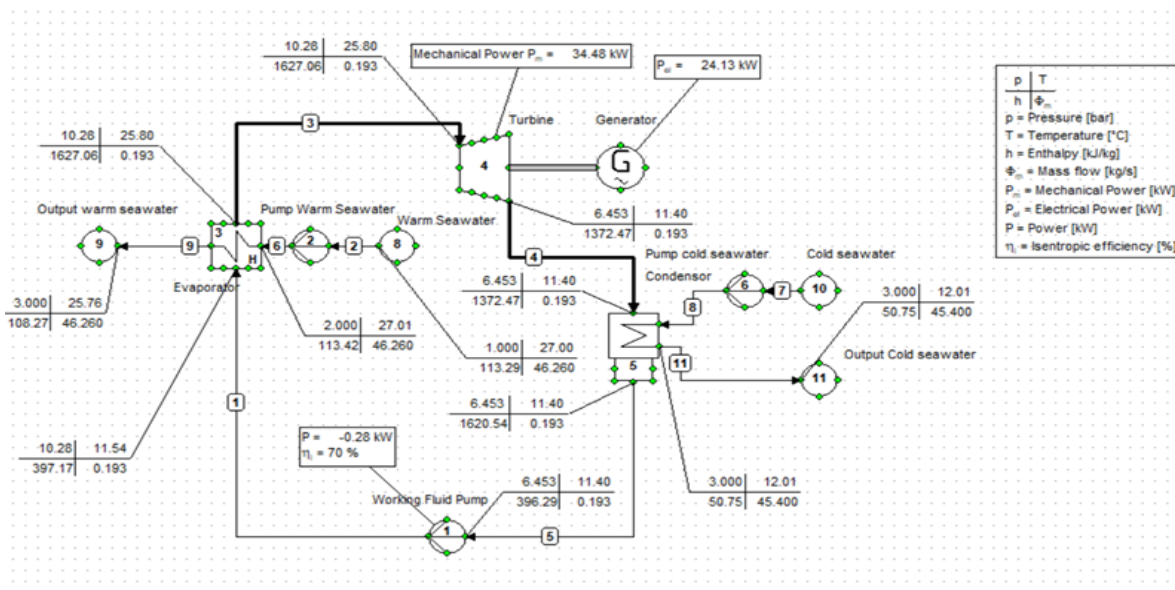 10.28 25.80
1627.06 0.193
Mechanical Power Pm = 34.48 kW
Pel = 24.13 kW
p T
h Φm
p = Pressure [bar]
T = Temperature [°C]
h = Enthalpy [kJ/kg]
Φm = Mass flow [kg/s]
Pm = Mechanical Power [kW]
Pel = Electrical Power [kW]
P = Power [kW]
ηi = Isentropic efficiency [%]
Turbine
Generator
3
4
G
~
10.28 25.80
1627.06 0.193
Output warm seawater
Pump Warm Seawater
Warm Seawater
6.453 11.40
1372.47 0.193
9
9
3
H
6
2
2
8
Evaporator
4
Pump cold seawater
Cold seawater
6.453 11.40
1372.47 0.193
Condensor
6
7
10
8
3.000 12.01
50.75 45.400
3.000 25.76
108.27 46.260
2.000 27.01
113.42 46.260
1.000 27.00
113.29 46.260
5
11
Output Cold seawater
11
1
6.453 11.40
1620.54 0.193
10.28 11.54
397.17 0.193
P = -0.28 kW
ηi = 70 %
Working Fluid Pump
6.453 11.40
396.29 0.193
3.000 12.01
50.75 45.400
1
5